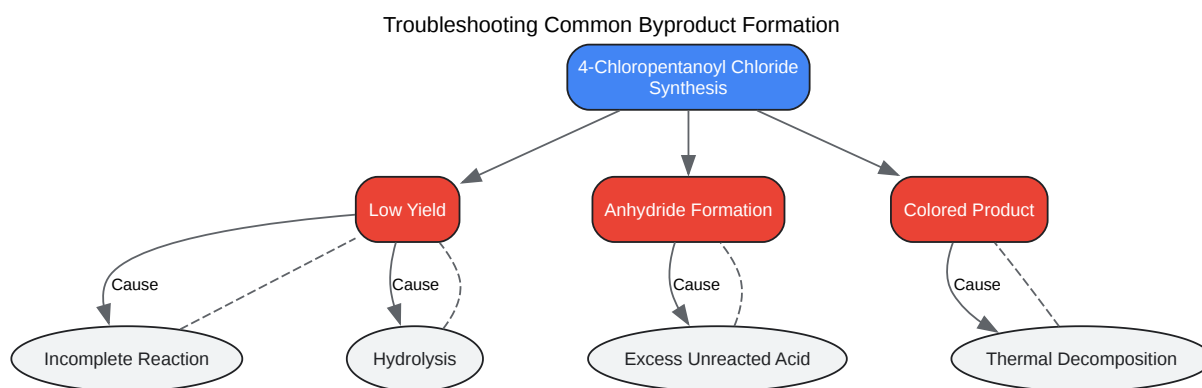 Troubleshooting Common Byproduct Formation
4-Chloropentanoyl Chloride
Synthesis
Low Yield
Anhydride Formation
Colored Product
Cause
Cause
Cause
Cause
Incomplete Reaction
Hydrolysis
Excess Unreacted Acid
Thermal Decomposition